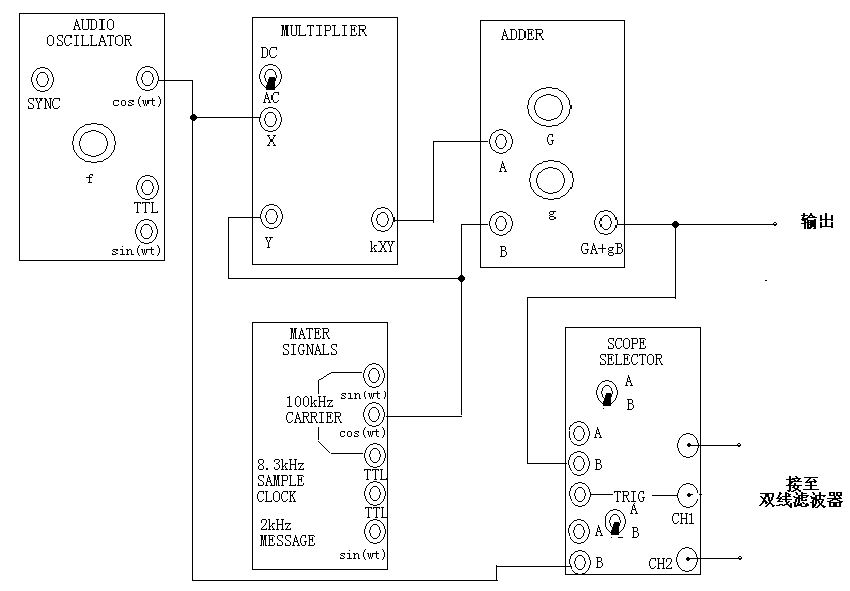 AUDIO
OSCILLATOR
SYNC
cos(wt)
f
TTL
sin(wt)
MULTIPLIER
DC
AC
X
Y
kXY
ADDER
G
A
g
B
GA+gB
输出
MATER
SIGNALS
sin(wt)
100kHz
CARRIER
cos(wt)
8.3kHz
SAMPLE
CLOCK
TTL
TTL
2kHz
MESSAGE
sin(wt)
SCOPE
SELECTOR
A
B
A
B
TRIG
A
CH1
A
B
B
CH2
接至
双线滤波器